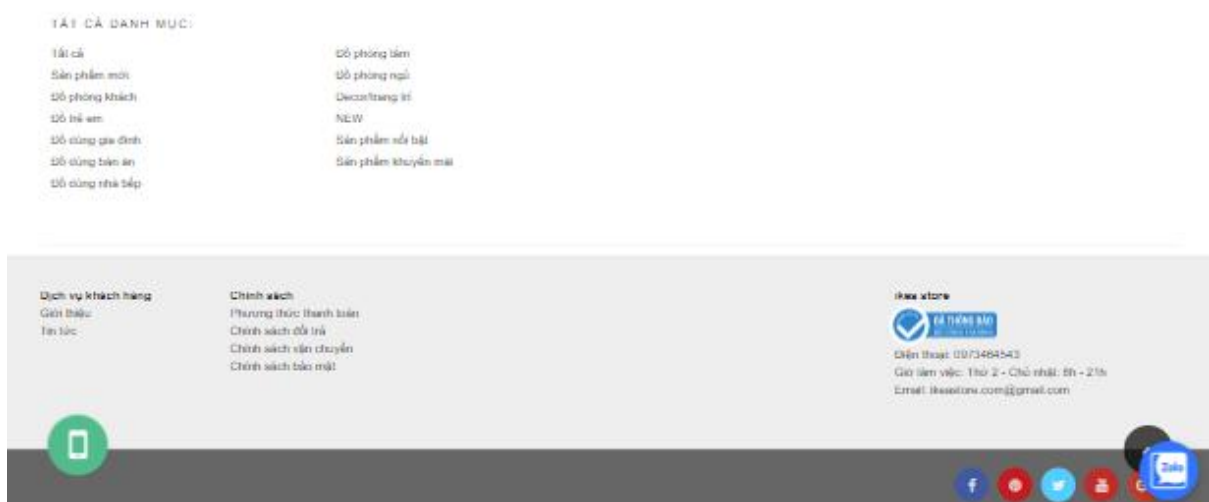 TẤT CẢ DANH MỤC:
Tất cả
Sản phẩm mới
Đồ phòng khách
Đồ trẻ em
Đồ dùng gia đình
Đồ dùng bàn ăn
Đồ dùng nhà bếp
Đồ phòng tắm
Đồ phòng ngủ
Decor/trang trí
NEW
Sản phẩm nổi bật
Sản phẩm khuyến mãi
Dịch vụ khách hàng
Giới thiệu
Tin tức
Chính sách
Phương thức thanh toán
Chính sách đổi trả
Chính sách vận chuyển
Chính sách bảo mật
ikea store
ĐÃ THÔNG BÁO
Điện thoại: 0973464543
Giờ làm việc: Thứ 2 - Chủ nhật: 8h - 21h
Email: ikeastore.com@gmail.com
Zalo